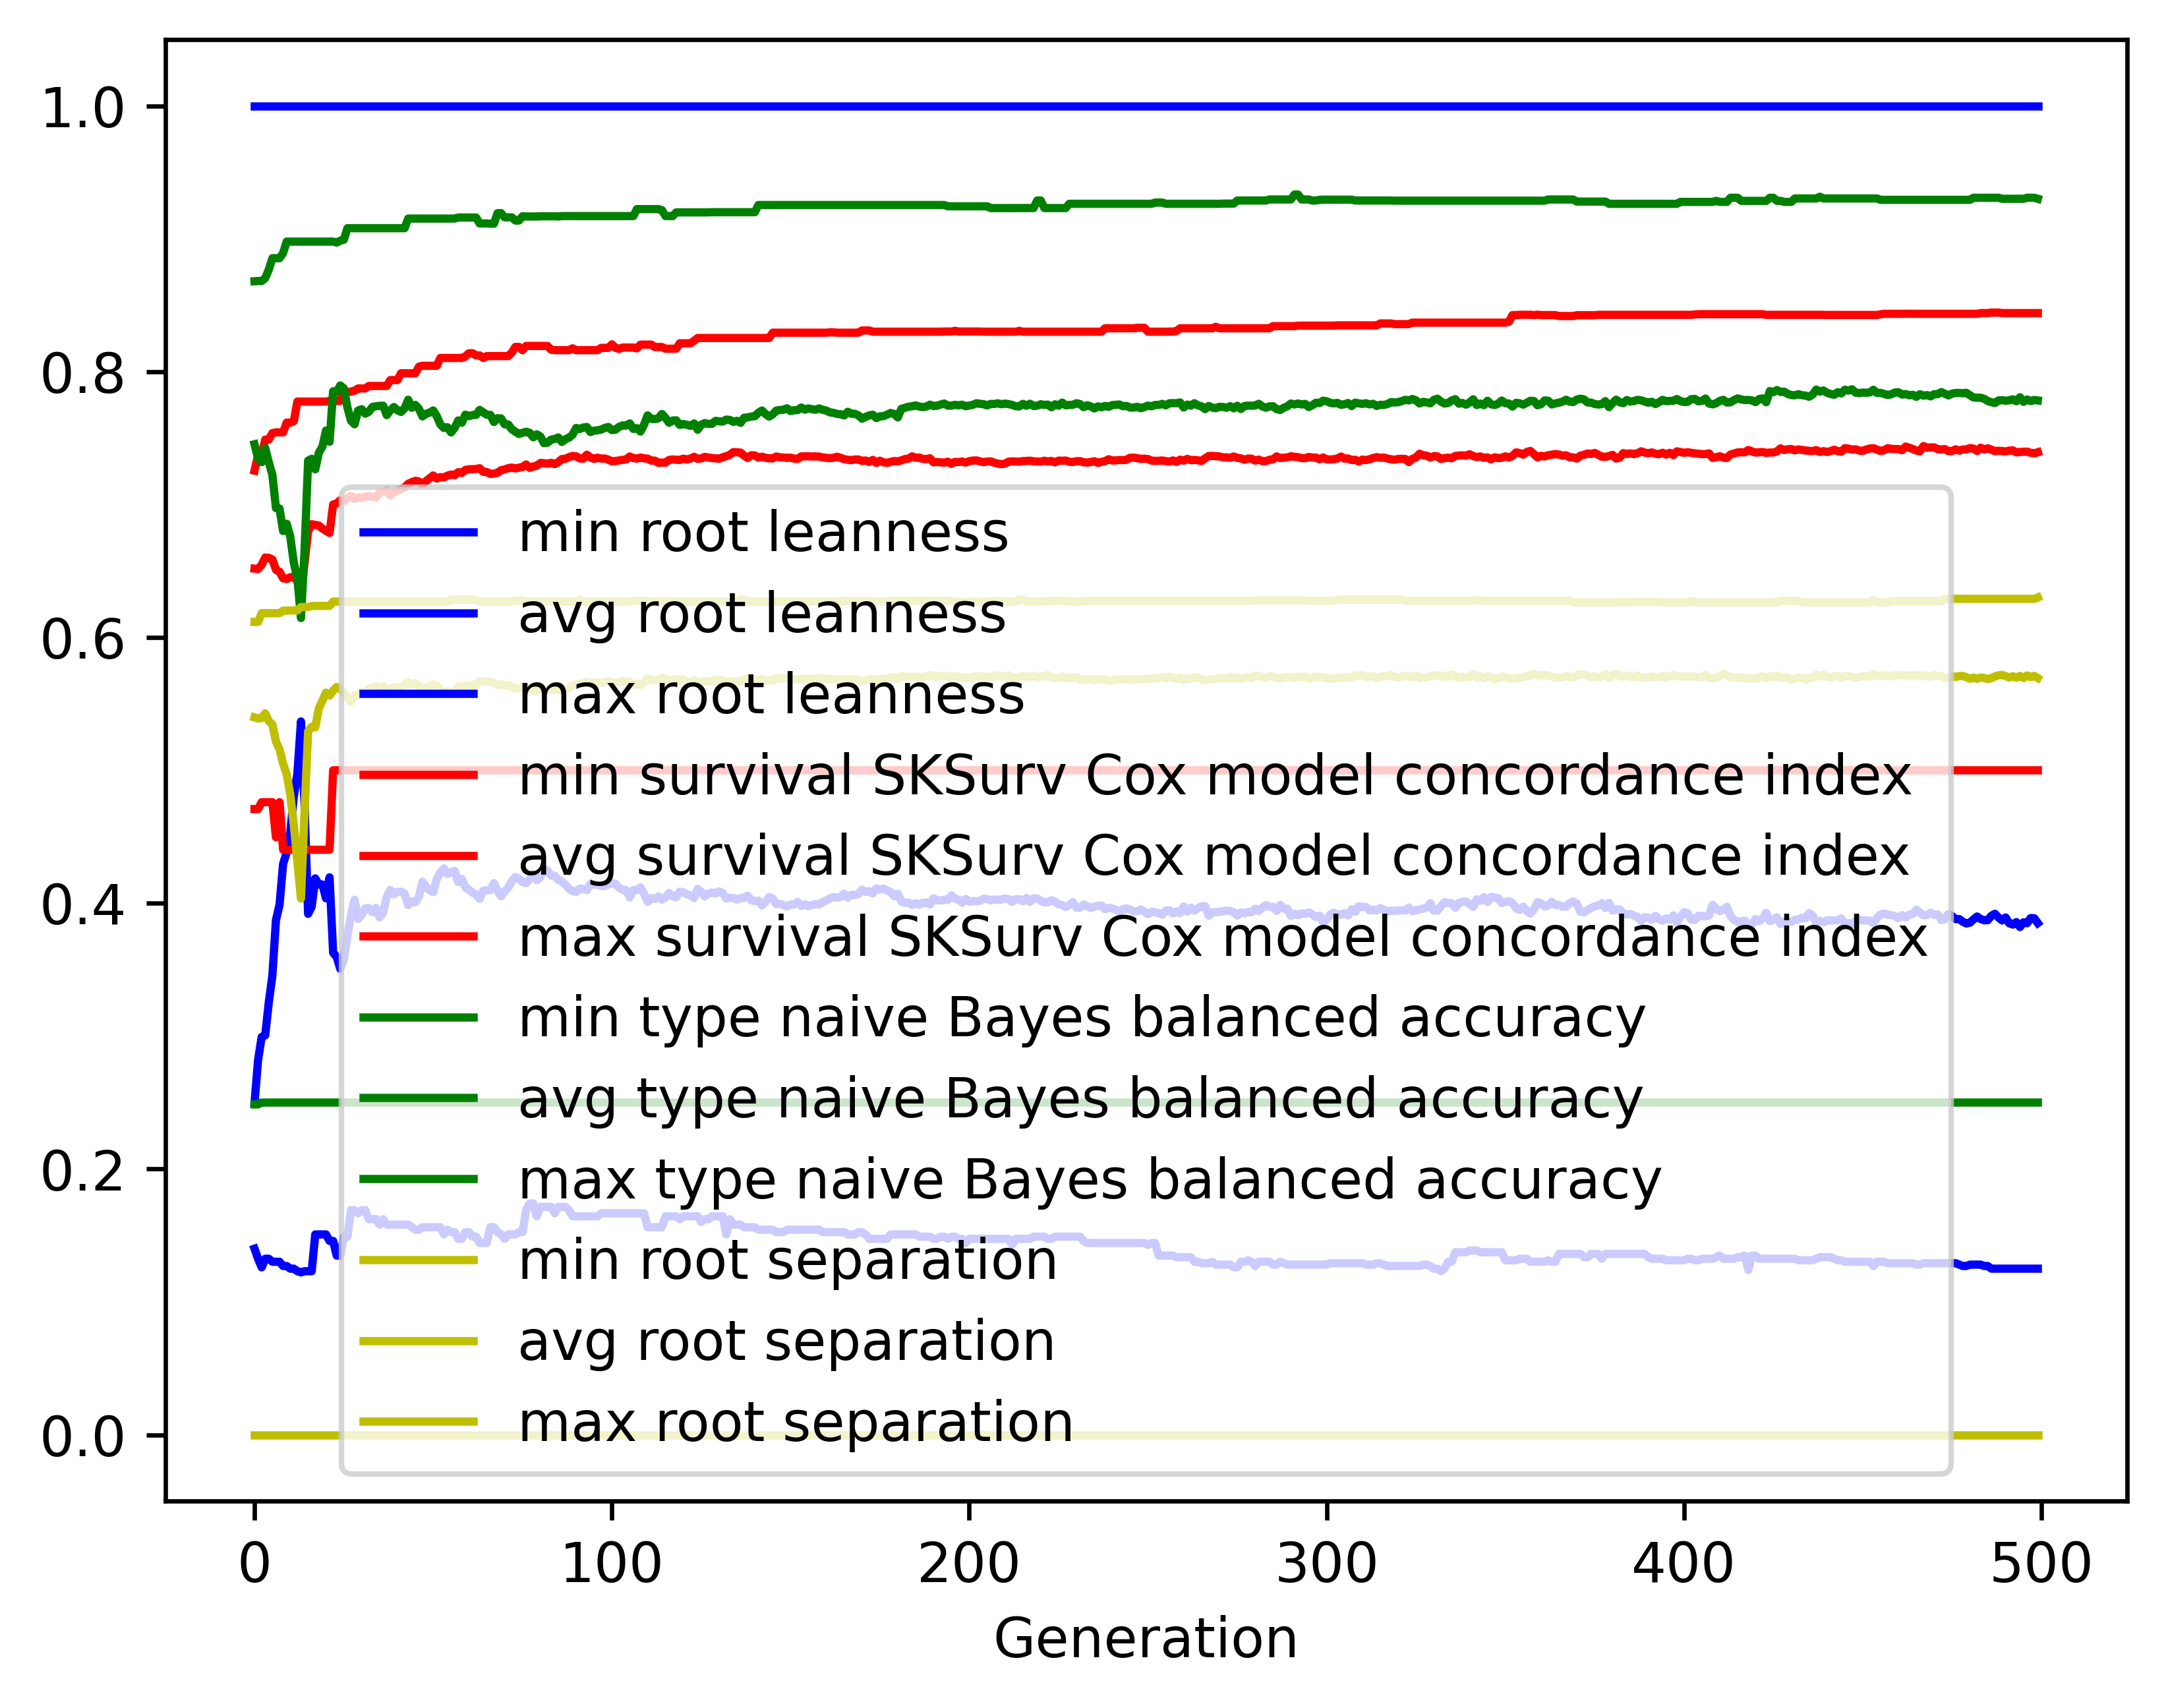 1.0
0.8
0.6
0.4
0.2
0.0
min root leanness
avg root leanness
max root leanness
min survival SKSurv Cox model concordance index
avg survival SKSurv Cox model concordance index
max survival SKSurv Cox model concordance index
min type naive Bayes balanced accuracy
avg type naive Bayes balanced accuracy
max type naive Bayes balanced accuracy
min root separation
avg root separation
max root separation
0 100 200 300 400 500
Generation